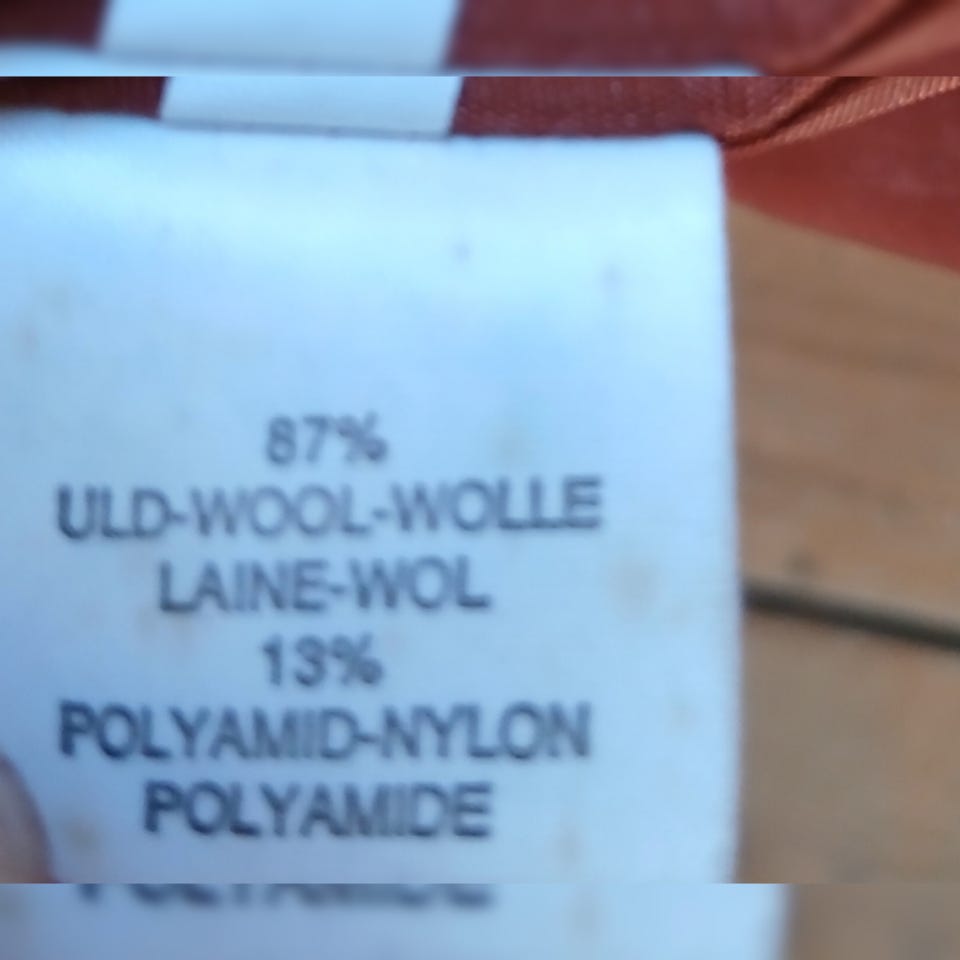 87%
ULD-WOOL-WOLLE
LAINE-WOL
13%
POLYAMID-NYLON
POLYAMIDE